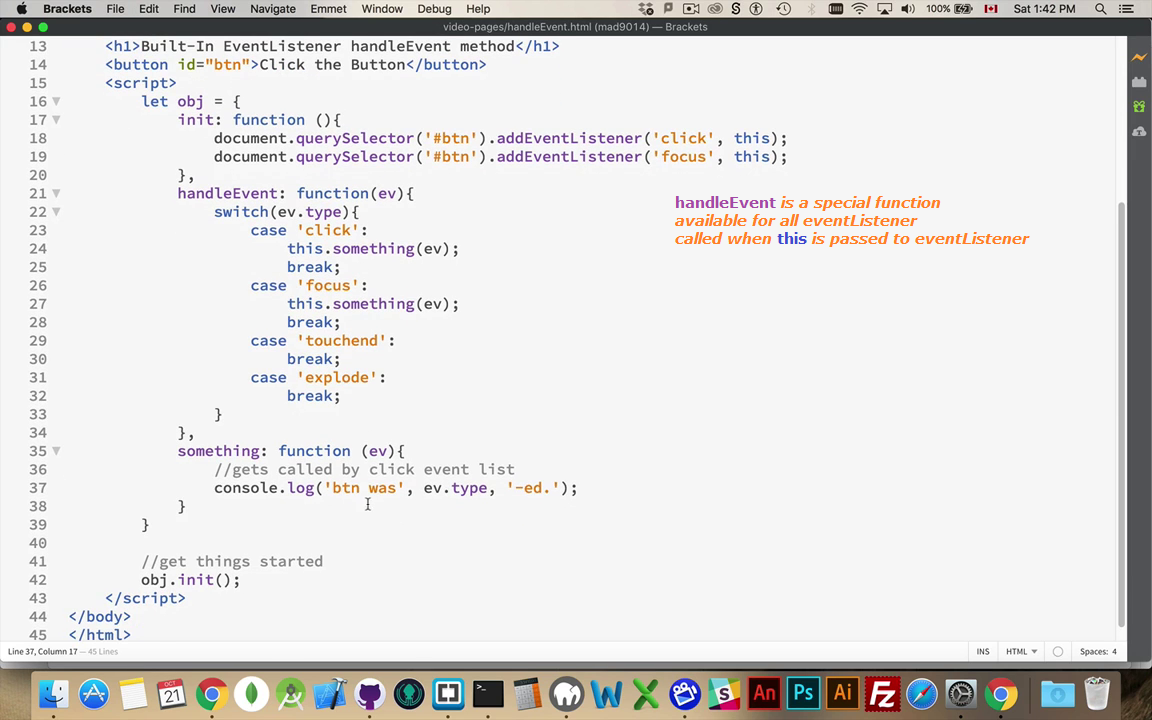 Brackets File Edit Find View Navigate Emmet Window Debug Help 100% Sat 1:42 PM
video-pages/handleEvent.html (mad9014) — Brackets
13 <h1>Built-In EventListener handleEvent method</h1>
14 <button id="btn">Click the Button</button>
15 <script>
16 let obj = {
17 init: function (){
18 document.querySelector('#btn').addEventListener('click', this);
19 document.querySelector('#btn').addEventListener('focus', this);
20 },
21 handleEvent: function(ev){
22 switch(ev.type){
23 case 'click':
24 this.something(ev);
25 break;
26 case 'focus':
27 this.something(ev);
28 break;
29 case 'touchend':
30 break;
31 case 'explode':
32 break;
33 }
34 },
35 something: function (ev){
36 //gets called by click event list
37 console.log('btn was', ev.type, '-ed.');
38 }
39 }
40
41 //get things started
42 obj.init();
43 </script>
44 </body>
45 </html>
handleEvent is a special function
available for all eventListener
called when this is passed to eventListener
Line 37, Column 17 — 45 Lines INS HTML Spaces: 4
OCT 21 W X An Ps Ai Fz